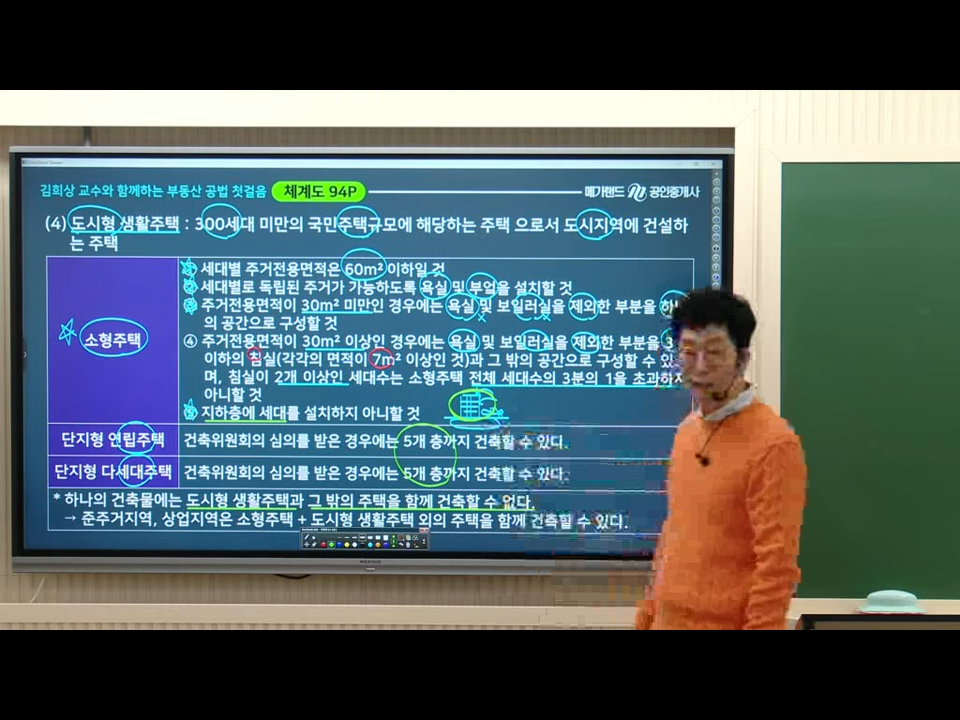 김희상 교수와 함께하는 부동산 공법 첫걸음 체계도 94P 메가랜드 공인중개사
(4) 도시형 생활주택 : 300세대 미만의 국민주택규모에 해당하는 주택 으로서 도시지역에 건설하
는 주택
소형주택
① 세대별 주거전용면적은 60m² 이하일 것
② 세대별로 독립된 주거가 가능하도록 욕실 및 부엌을 설치할 것
③ 주거전용면적이 30m² 미만인 경우에는 욕실 및 보일러실을 제외한 부분을
의 공간으로 구성할 것
④ 주거전용면적이 30m² 이상인 경우에는 욕실 및 보일러실을 제외한 부분을 3
이하의 침실(각각의 면적이 7m² 이상인 것)과 그 밖의 공간으로 구성할 수
며, 침실이 2개 이상인 세대수는 소형주택 전체 세대수의 3분의 1을 초과하지
아니할 것
⑤ 지하층에 세대를 설치하지 아니할 것
단지형 연립주택 건축위원회의 심의를 받은 경우에는 5개 층까지 건축할 수 있다.
단지형 다세대주택 건축위원회의 심의를 받은 경우에는 5개 층까지 건축할 수 있다.
* 하나의 건축물에는 도시형 생활주택과 그 밖의 주택을 함께 건축할 수 없다.
→ 준주거지역, 상업지역은 소형주택 + 도시형 생활주택 외의 주택을 함께 건축할 수 있다.